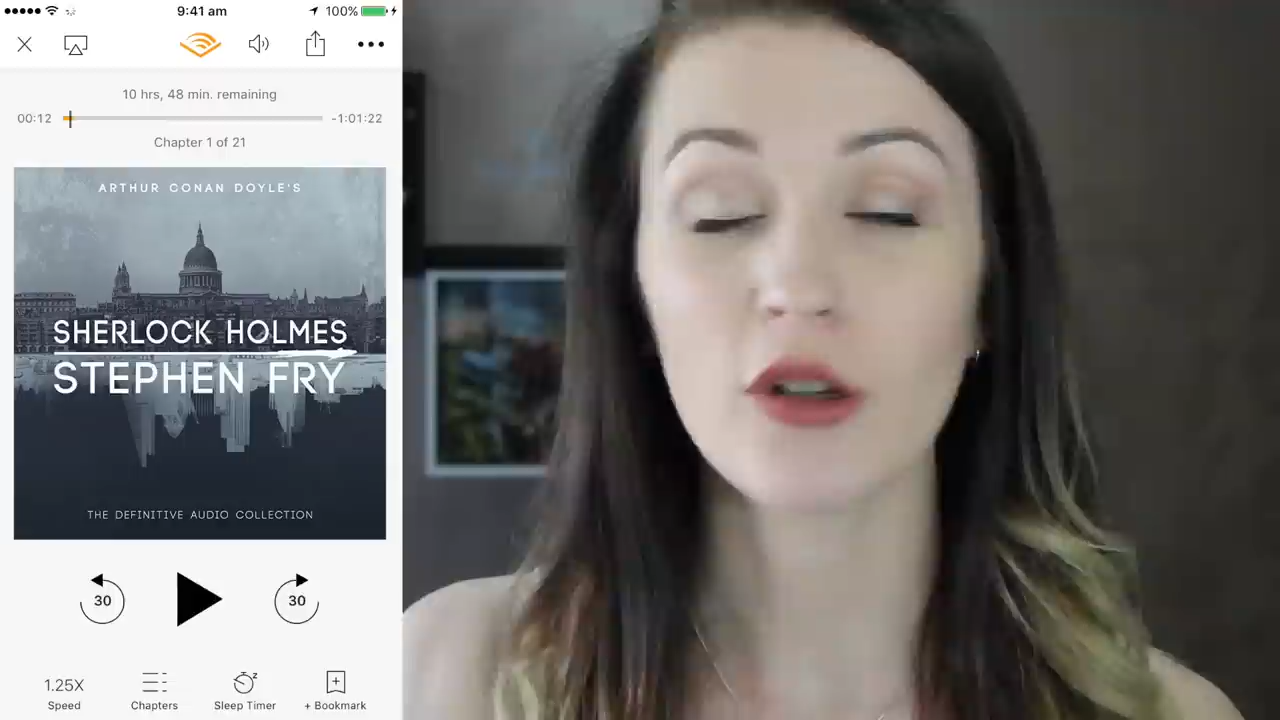 9:41 am
100%
10 hrs, 48 min. remaining
00:12
-1:01:22
Chapter 1 of 21
ARTHUR CONAN DOYLE'S
SHERLOCK HOLMES
STEPHEN FRY
THE DEFINITIVE AUDIO COLLECTION
30
30
1.25X
Speed
Chapters
z
Sleep Timer
+ Bookmark